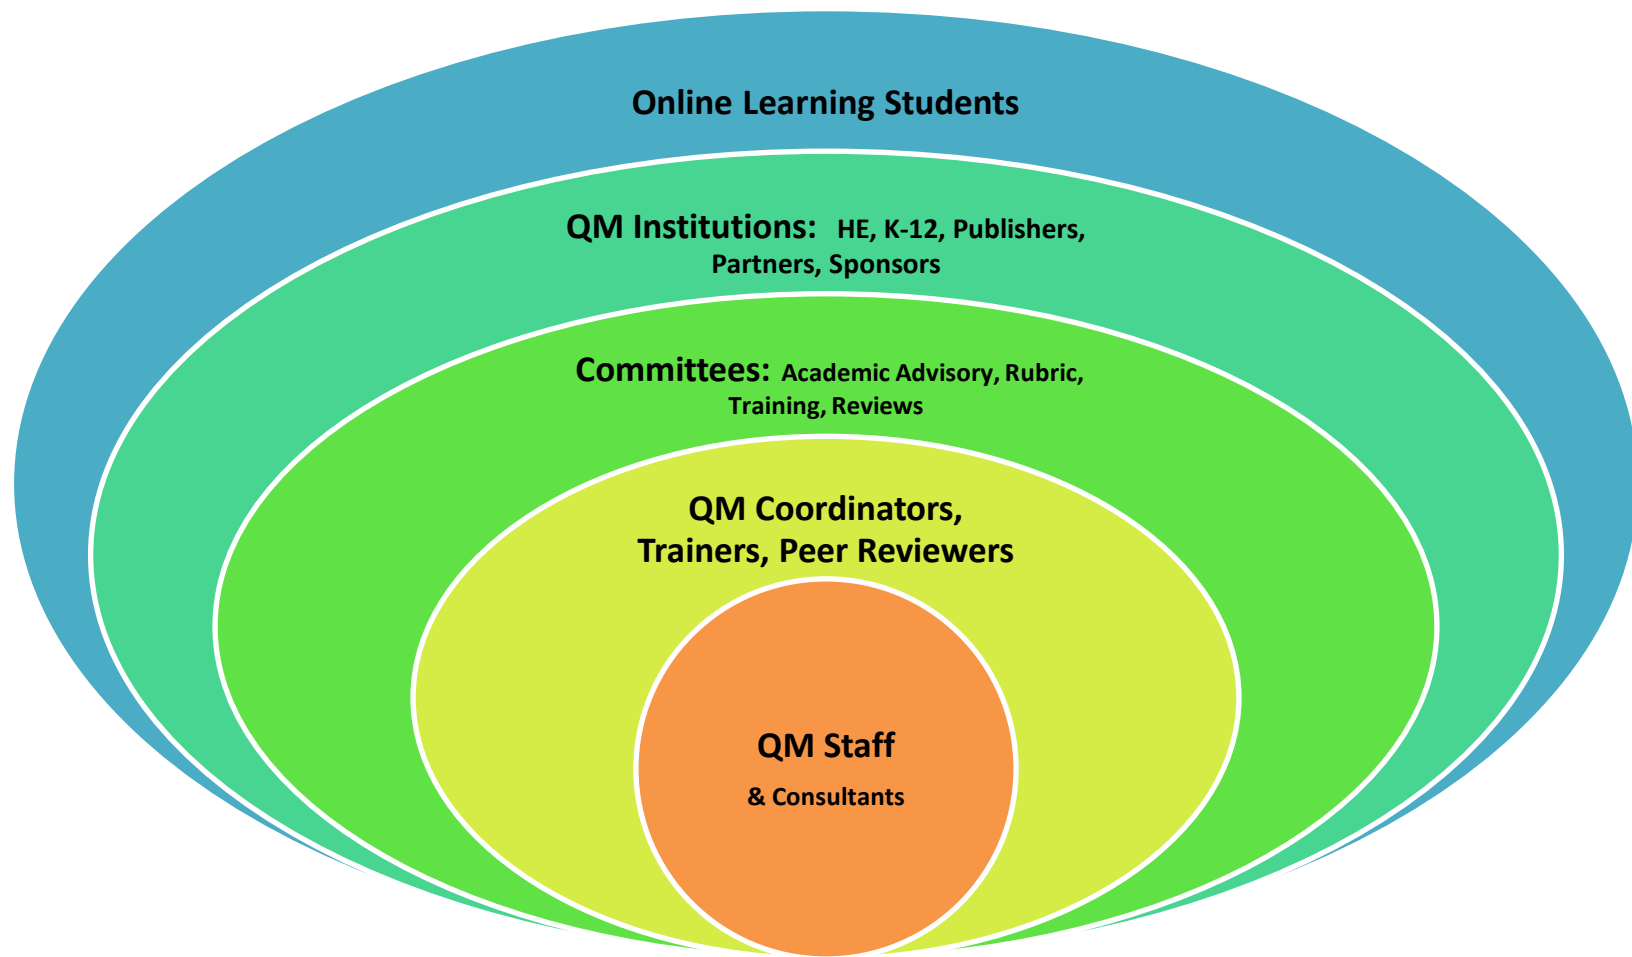 Online Learning Students
QM Institutions: HE, K-12, Publishers,
Partners, Sponsors
Committees: Academic Advisory, Rubric,
Training, Reviews
QM Coordinators,
Trainers, Peer Reviewers
QM Staff
& Consultants